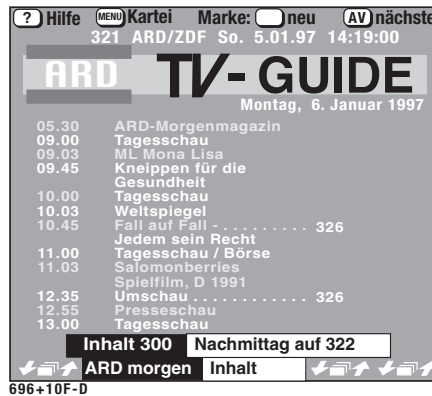 ? Hilfe MENU Kartei Marke: neu AV nächste
321 ARD/ZDF So. 5.01.97 14:19:00
ARD TV-GUIDE
Montag, 6. Januar 1997
05.30 ARD-Morgenmagazin
09.00 Tagesschau
09.03 ML Mona Lisa
09.45 Kneippen für die
Gesundheit
10.00 Tagesschau
10.03 Weltspiegel
10.45 Fall auf Fall - . . . . . . . . . 326
Jedem sein Recht
11.00 Tagesschau / Börse
11.03 Salomonberries
Spielfilm, D 1991
12.35 Umschau . . . . . . . . . . . . 326
12.55 Presseschau
13.00 Tagesschau
Inhalt 300 Nachmittag auf 322
ARD morgen Inhalt
696+10F-D